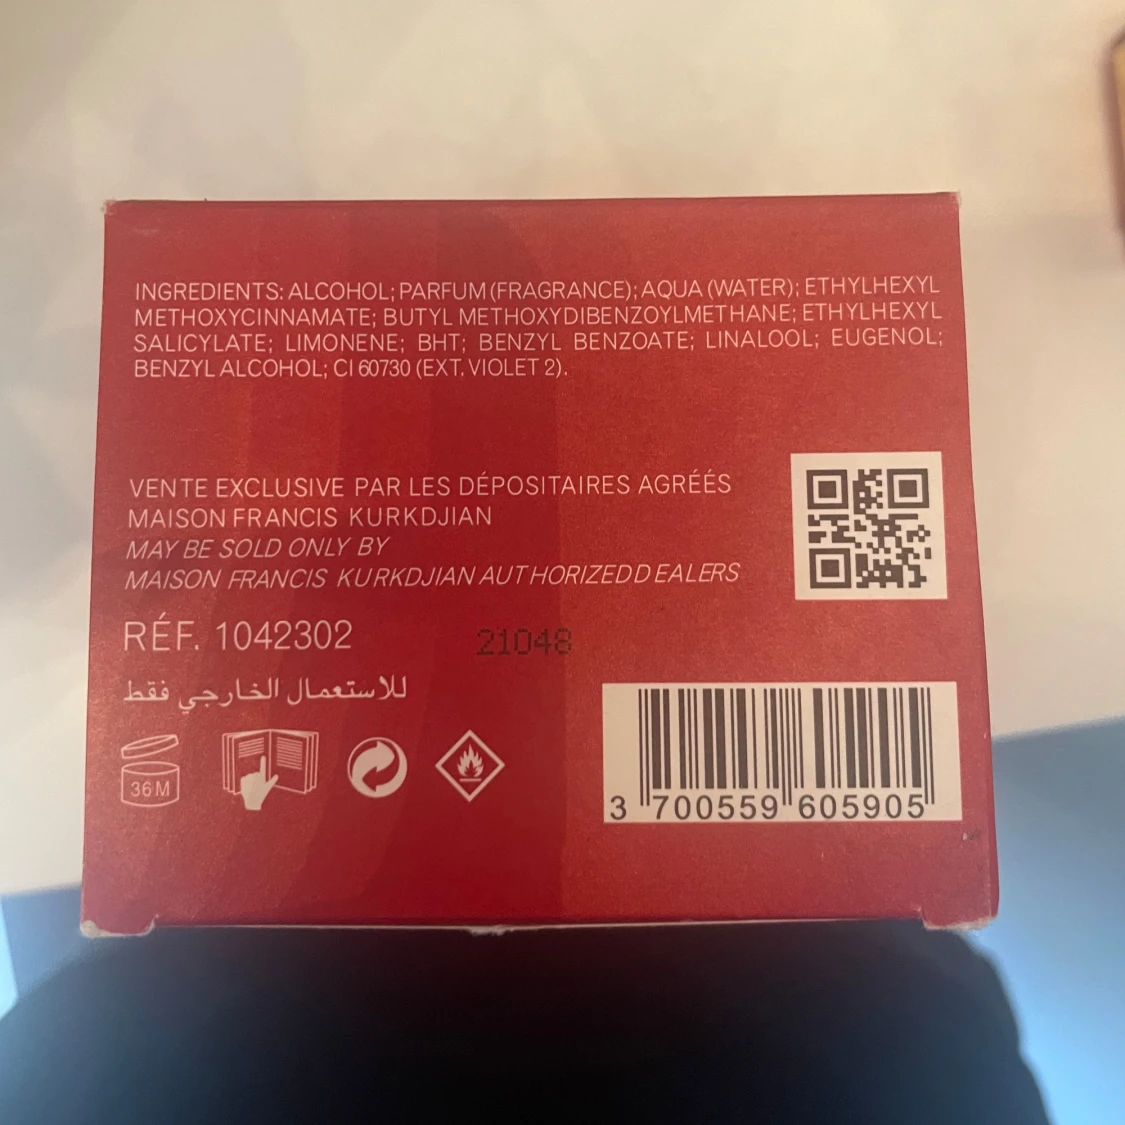 INGREDIENTS: ALCOHOL; PARFUM (FRAGRANCE); AQUA (WATER); ETHYLHEXYL
METHOXYCINNAMATE; BUTYL METHOXYDIBENZOYLMETHANE; ETHYLHEXYL
SALICYLATE; LIMONENE; BHT; BENZYL BENZOATE; LINALOOL; EUGENOL;
BENZYL ALCOHOL; CI 60730 (EXT. VIOLET 2).
VENTE EXCLUSIVE PAR LES DÉPOSITAIRES AGRÉÉS
MAISON FRANCIS KURKDJIAN
MAY BE SOLD ONLY BY
MAISON FRANCIS KURKDJIAN AUTHORIZED DEALERS
RÉF. 1042302
21048
للاستعمال الخارجي فقط
36M
3 700559 605905